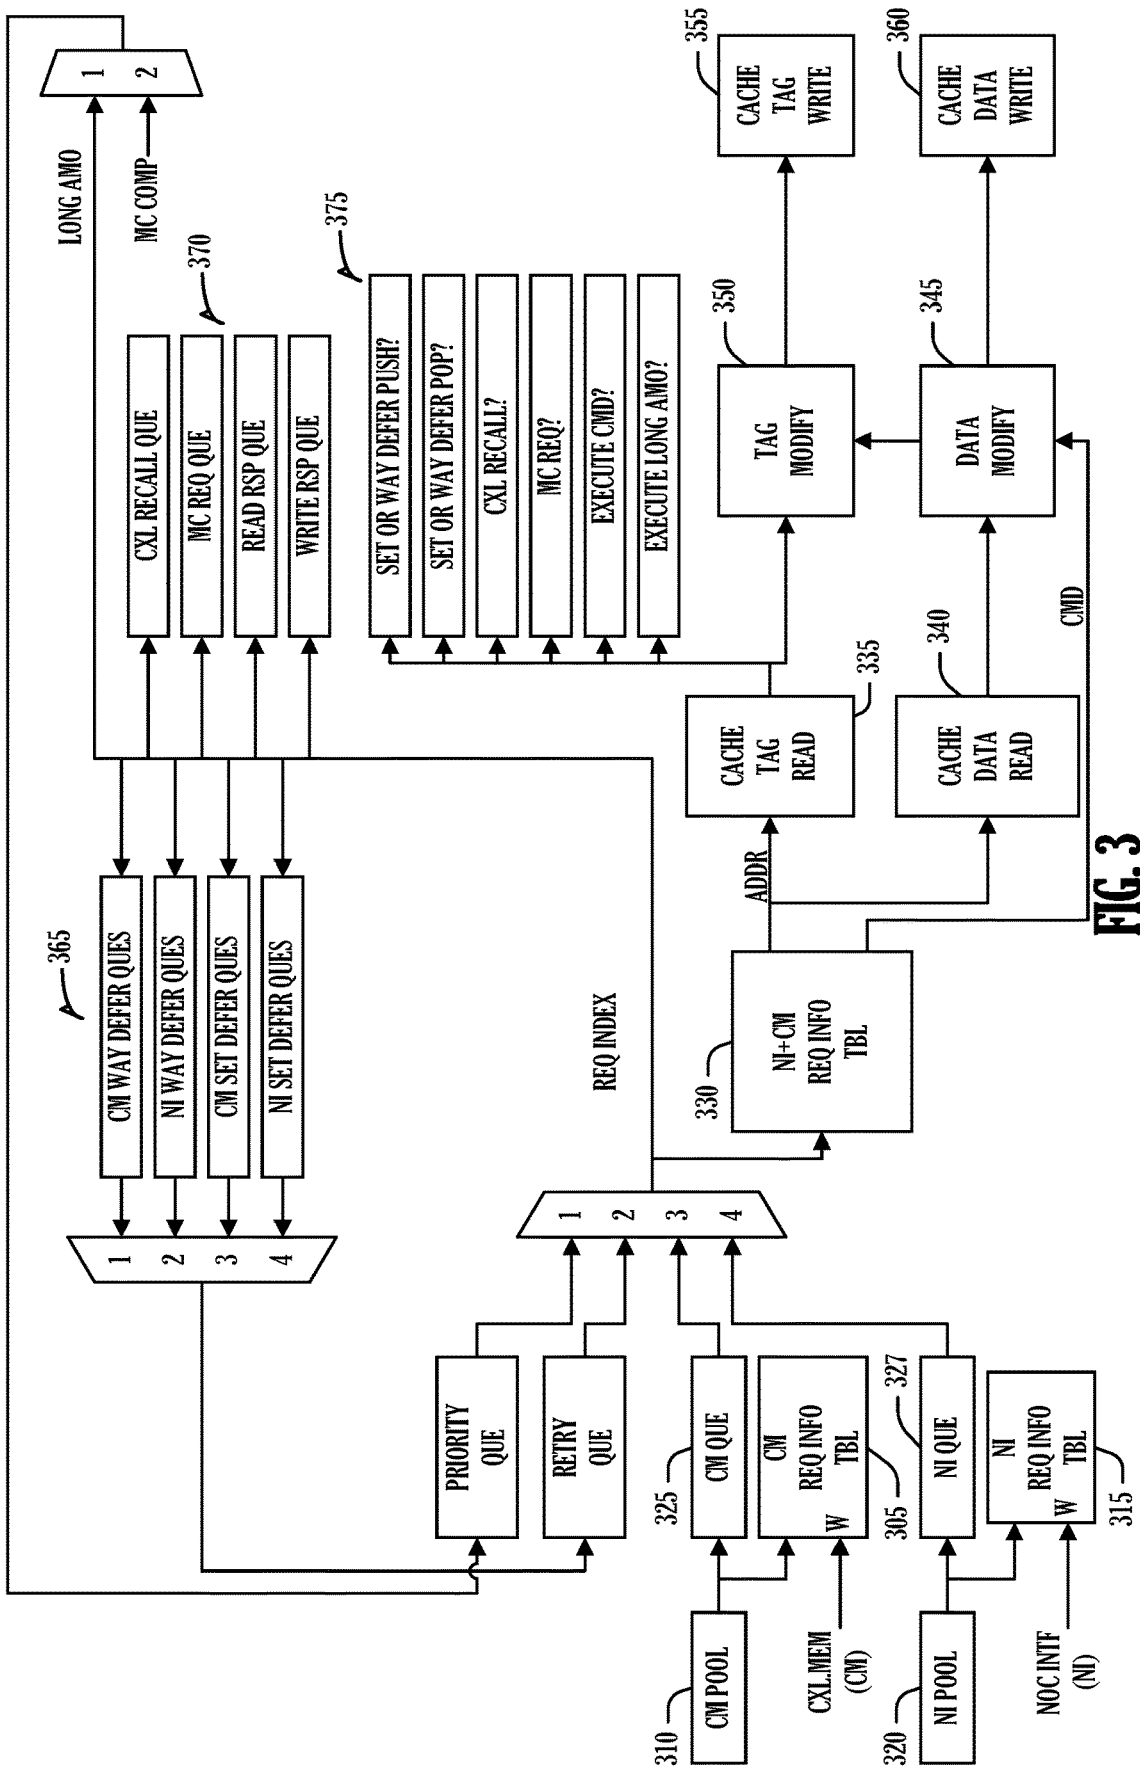 LONG AMO
MC COMP
1
2
365
CM WAY DEFER QUES
NI WAY DEFER QUES
CM SET DEFER QUES
NI SET DEFER QUES
1
2
3
4
CXL RECALL QUE
MC REQ QUE
READ RSP QUE
WRITE RSP QUE
370
375
SET OR WAY DEFER PUSH?
SET OR WAY DEFER POP?
CXL RECALL?
MC REQ?
EXECUTE CMD?
EXECUTE LONG AMO?
REQ INDEX
PRIORITY
QUE
RETRY
QUE
1
2
3
4
310
CM POOL
325
CM QUE
CXL.MEM
(CM)
CM
REQ INFO
TBL
W
305
320
NI POOL
327
NI QUE
NOC INTF
(NI)
NI
REQ INFO
TBL
W
315
330
NI+CM
REQ INFO
TBL
ADDR
CACHE
TAG
READ
335
CACHE
DATA
READ
340
CMD
TAG
MODIFY
350
DATA
MODIFY
345
CACHE
TAG
WRITE
355
CACHE
DATA
WRITE
360
FIG. 3